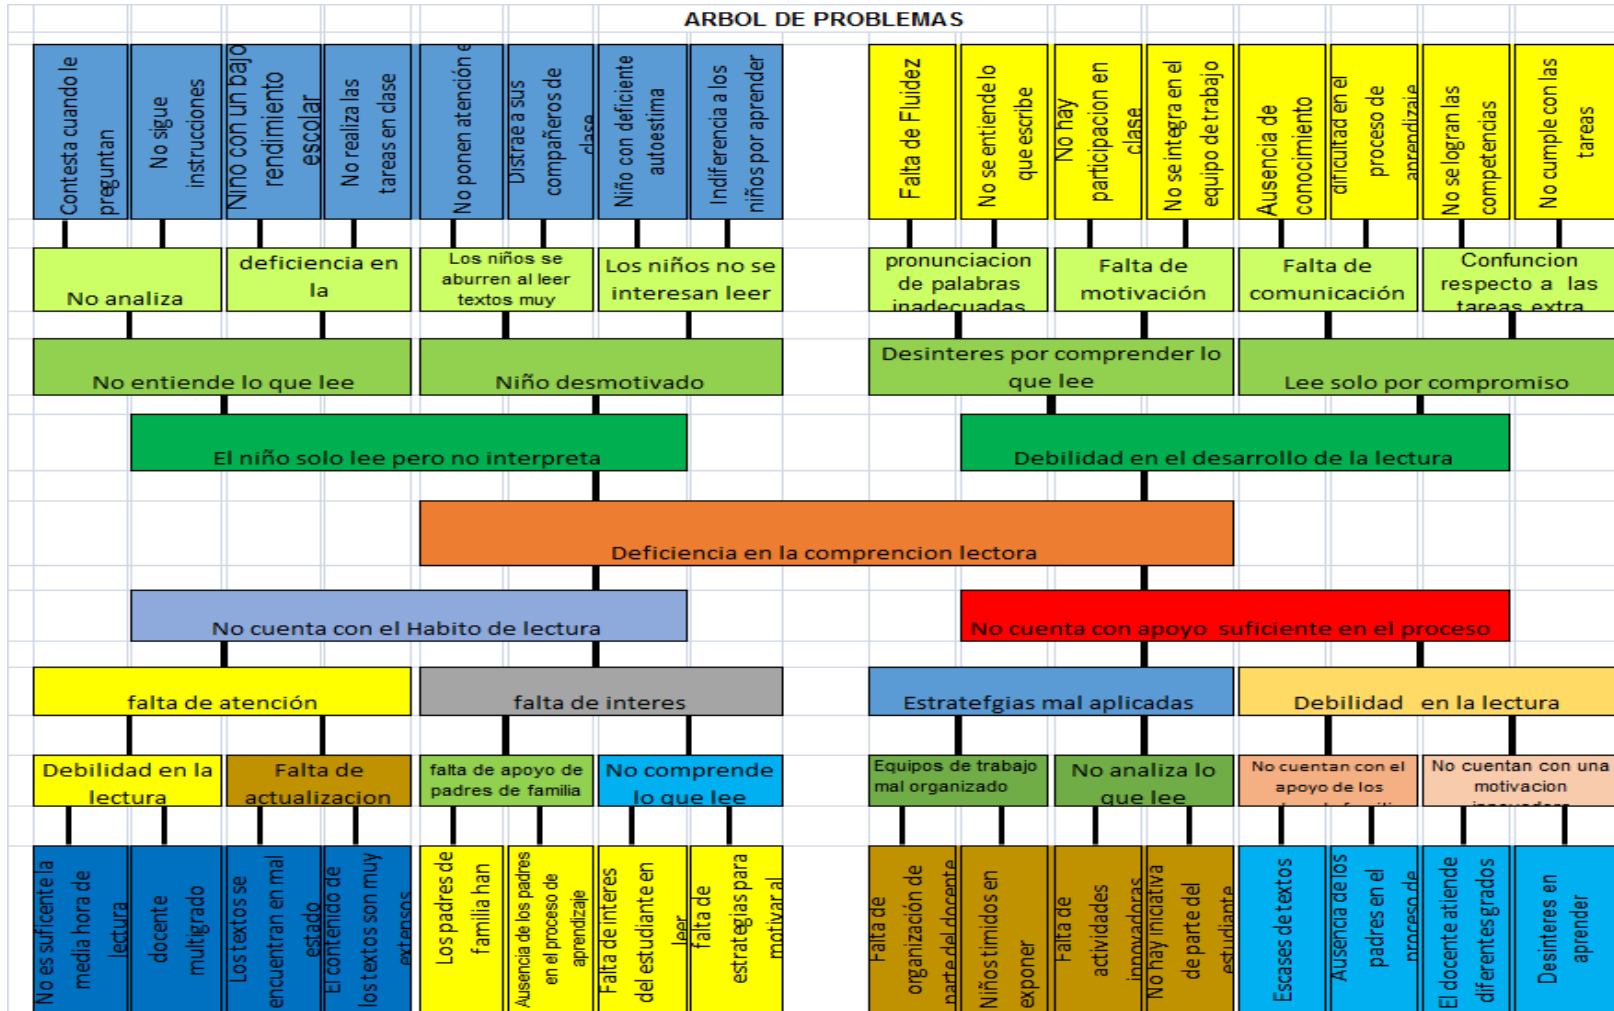 ARBOL DE PROBLEMAS
Contesta cuando le
preguntan
No sigue
instrucciones
Nino con un bajo
rendimiento
escolar
No realiza las
tareas en clase
No ponen atención e
Distrae a sus
compañeros de
clase
Niño con deficiente
autoestima
Indiferencia a los
niños por aprender
Falta de Fluidez
No se entiende lo
que escribe
No hay
participacion en
clase
No se integra en el
equipo de trabajo
Ausencia de
conocimiento
dificultad en el
proceso de
aprendizaje
No se logran las
competencias
No cumple con las
tareas
No analiza
deficiencia en
la
Los niños se
aburren al leer
textos muy
Los niños no se
interesan leer
pronunciacion
de palabras
inadecuadas
Falta de
motivación
Falta de
comunicación
Confuncion
respecto a las
tareas extra
No entiende lo que lee
Niño desmotivado
Desinteres por comprender lo
que lee
Lee solo por compromiso
El niño solo lee pero no interpreta
Debilidad en el desarrollo de la lectura
Deficiencia en la comprencion lectora
No cuenta con el Habito de lectura
No cuenta con apoyo suficiente en el proceso
falta de atención
falta de interes
Estratefgias mal aplicadas
Debilidad en la lectura
Debilidad en la
lectura
Falta de
actualizacion
falta de apoyo de
padres de familia
No comprende
lo que lee
Equipos de trabajo
mal organizado
No analiza lo
que lee
No cuentan con el
apoyo de los
No cuentan con una
motivacion
No es suficente la
media hora de
lectura
docente
multigrado
Los textos se
encuentran en mal
estado
El contenido de
los textos son muy
extensos
Los padres de
familia han
Ausencia de los padres
en el proceso de
aprendizaje
Falta de interes
del estudiante en
leer
falta de
estrategias para
motivar al
Falta de
organización de
parte del docente
Niños timidos en
exponer
Falta de
actividades
innovadoras
No hay iniciativa
de parte del
estudiante
Escases de textos
Ausencia de los
padres en el
proceso de
El docente atiende
diferentes grados
Desinteres en
aprender